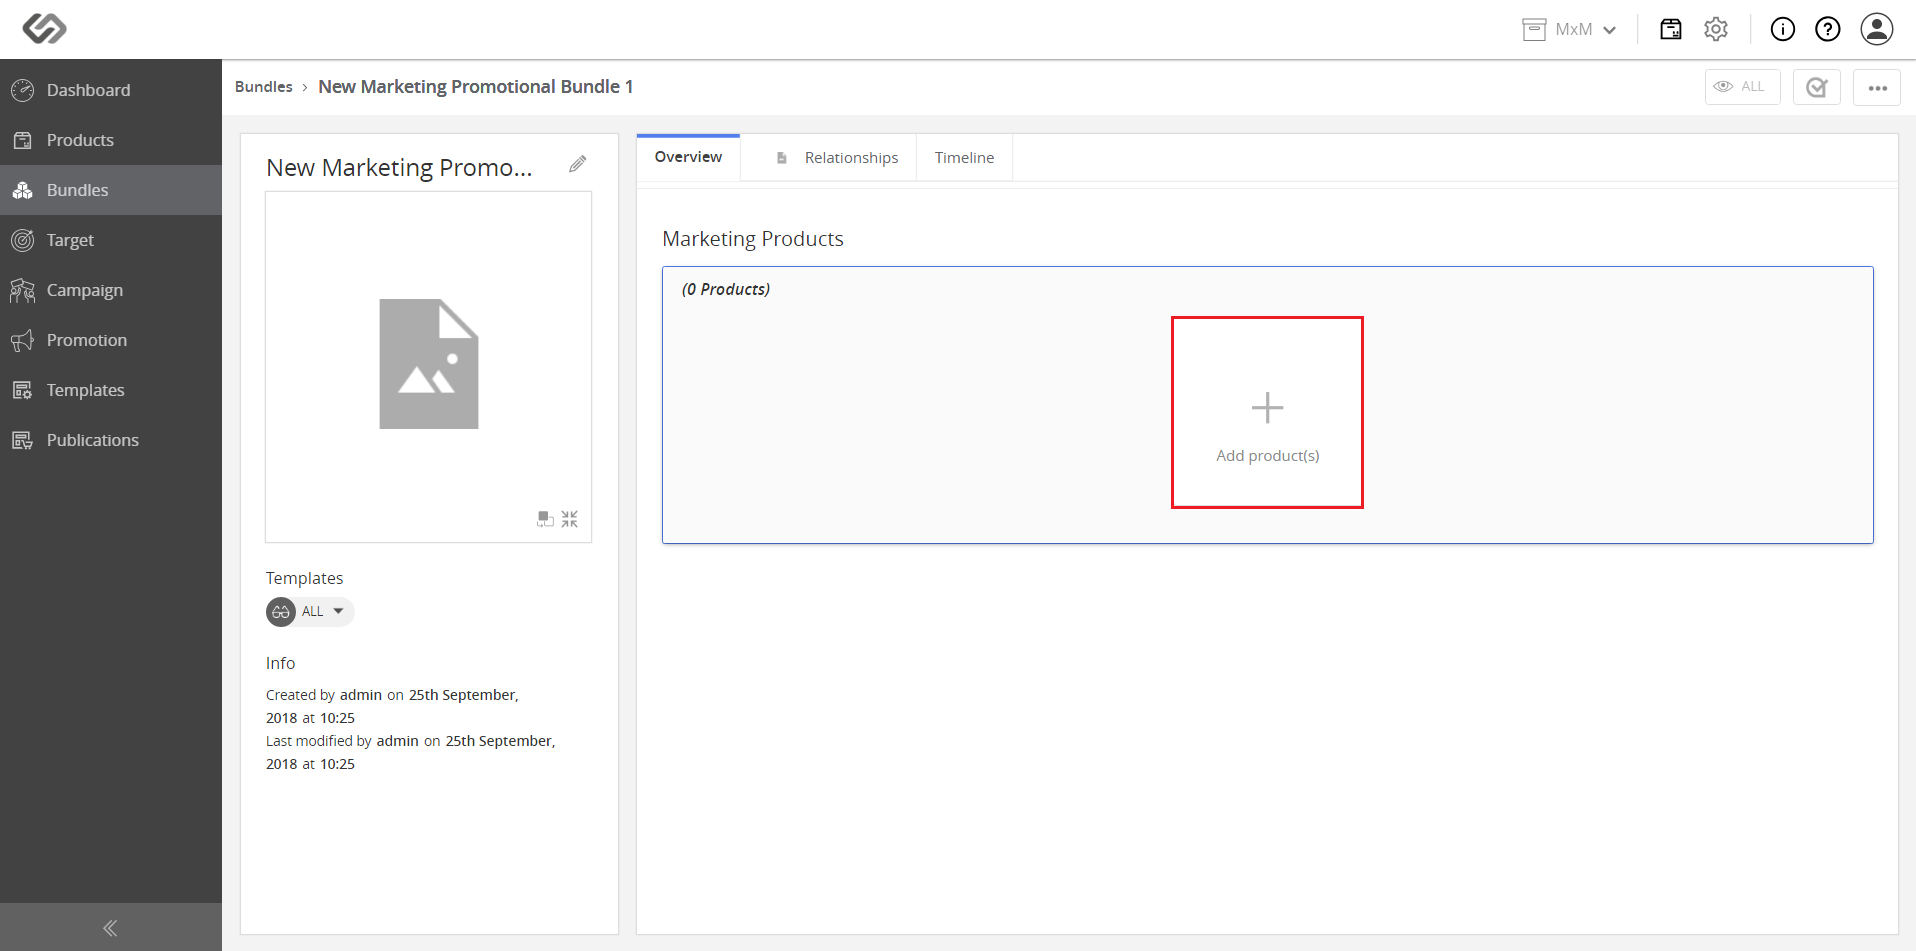 MxM
Dashboard
Products
Bundles
Target
Campaign
Promotion
Templates
Publications
Bundles › New Marketing Promotional Bundle 1
ALL
New Marketing Promo...
Templates
ALL
Info
Created by admin on 25th September,
2018 at 10:25
Last modified by admin on 25th September,
2018 at 10:25
Overview
Relationships
Timeline
Marketing Products
(0 Products)
Add product(s)